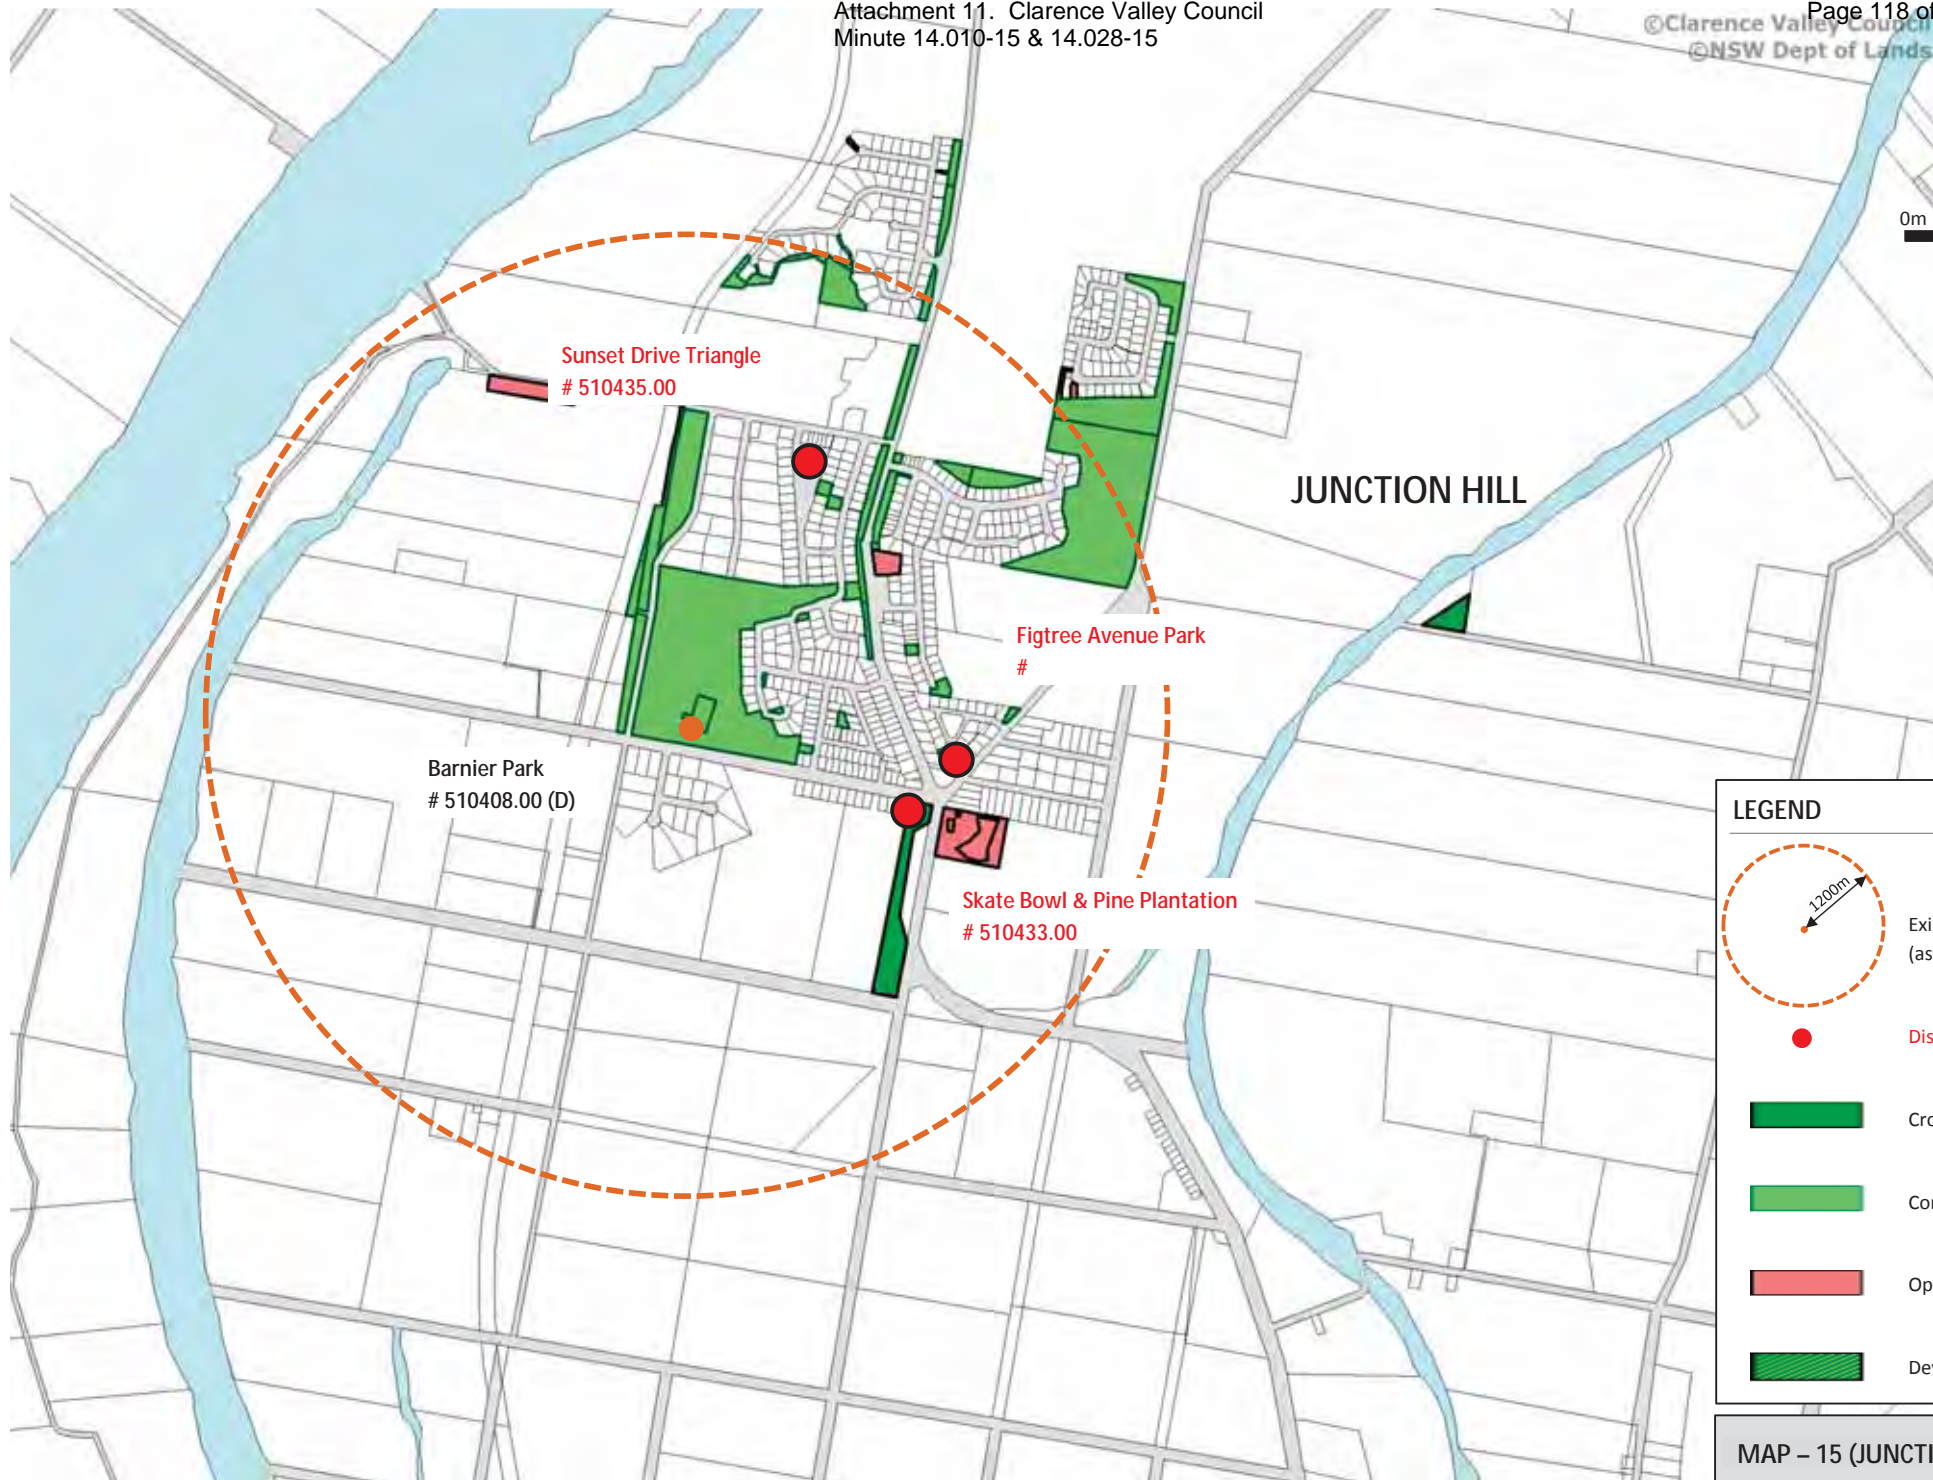 Attachment 11. Clarence Valley Council
Minute 14.010-15 & 14.028-15
Page 118 of
©Clarence Valley Council
©NSW Dept of Lands
0m
Sunset Drive Triangle
# 510435.00
JUNCTION HILL
Figtree Avenue Park
#
Barnier Park
# 510408.00 (D)
Skate Bowl & Pine Plantation
# 510433.00
LEGEND
1200m
Exi
(as
Dis
Cro
Cor
Op
Dev
MAP – 15 (JUNCTI